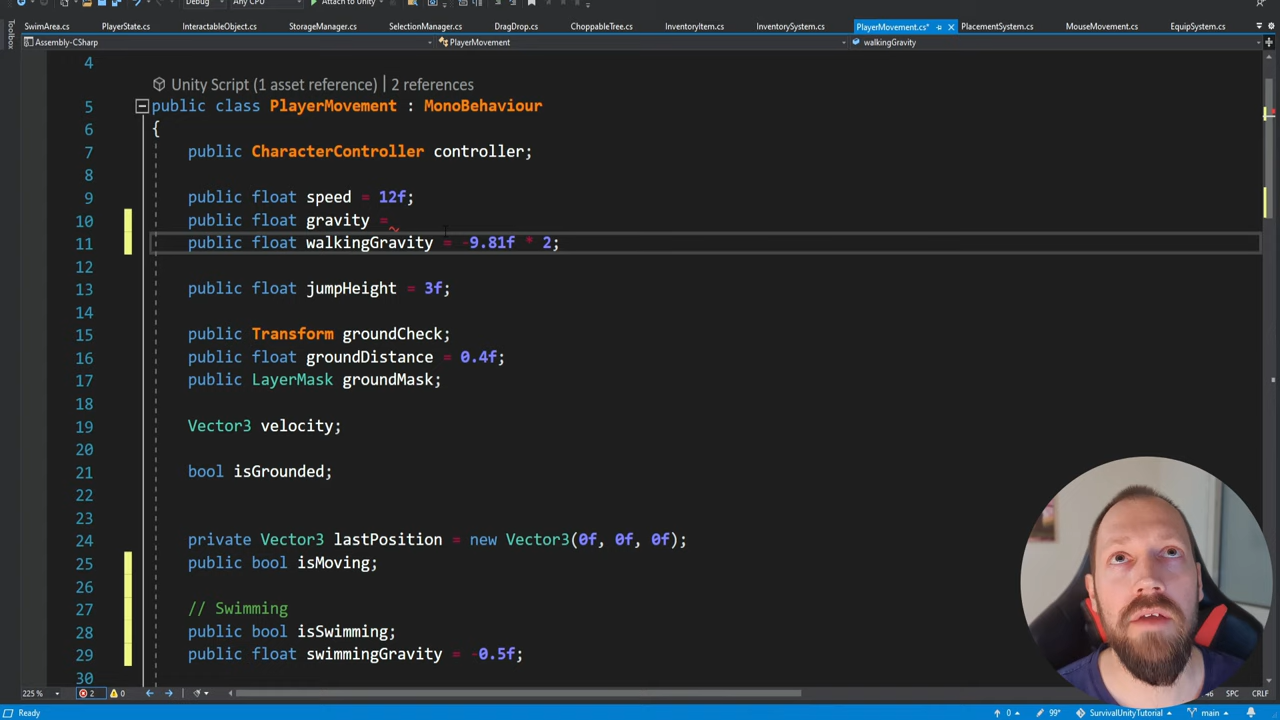 Debug Any CPU Attach to Unity
SwimArea.cs PlayerState.cs InteractableObject.cs StorageManager.cs SelectionManager.cs DragDrop.cs ChoppableTree.cs InventoryItem.cs InventorySystem.cs PlayerMovement.cs* PlacementSystem.cs MouseMovement.cs EquipSystem.cs
Toolbox
Assembly-CSharp PlayerMovement walkingGravity
4
Unity Script (1 asset reference) | 2 references
5 public class PlayerMovement : MonoBehaviour
6 {
7 public CharacterController controller;
8
9 public float speed = 12f;
10 public float gravity =
11 public float walkingGravity = -9.81f * 2;
12
13 public float jumpHeight = 3f;
14
15 public Transform groundCheck;
16 public float groundDistance = 0.4f;
17 public LayerMask groundMask;
18
19 Vector3 velocity;
20
21 bool isGrounded;
22
23
24 private Vector3 lastPosition = new Vector3(0f, 0f, 0f);
25 public bool isMoving;
26
27 // Swimming
28 public bool isSwimming;
29 public float swimmingGravity = -0.5f;
30
225 % 2 0 SPC CRLF
Ready 0 99+ SurvivalUnityTutorial main